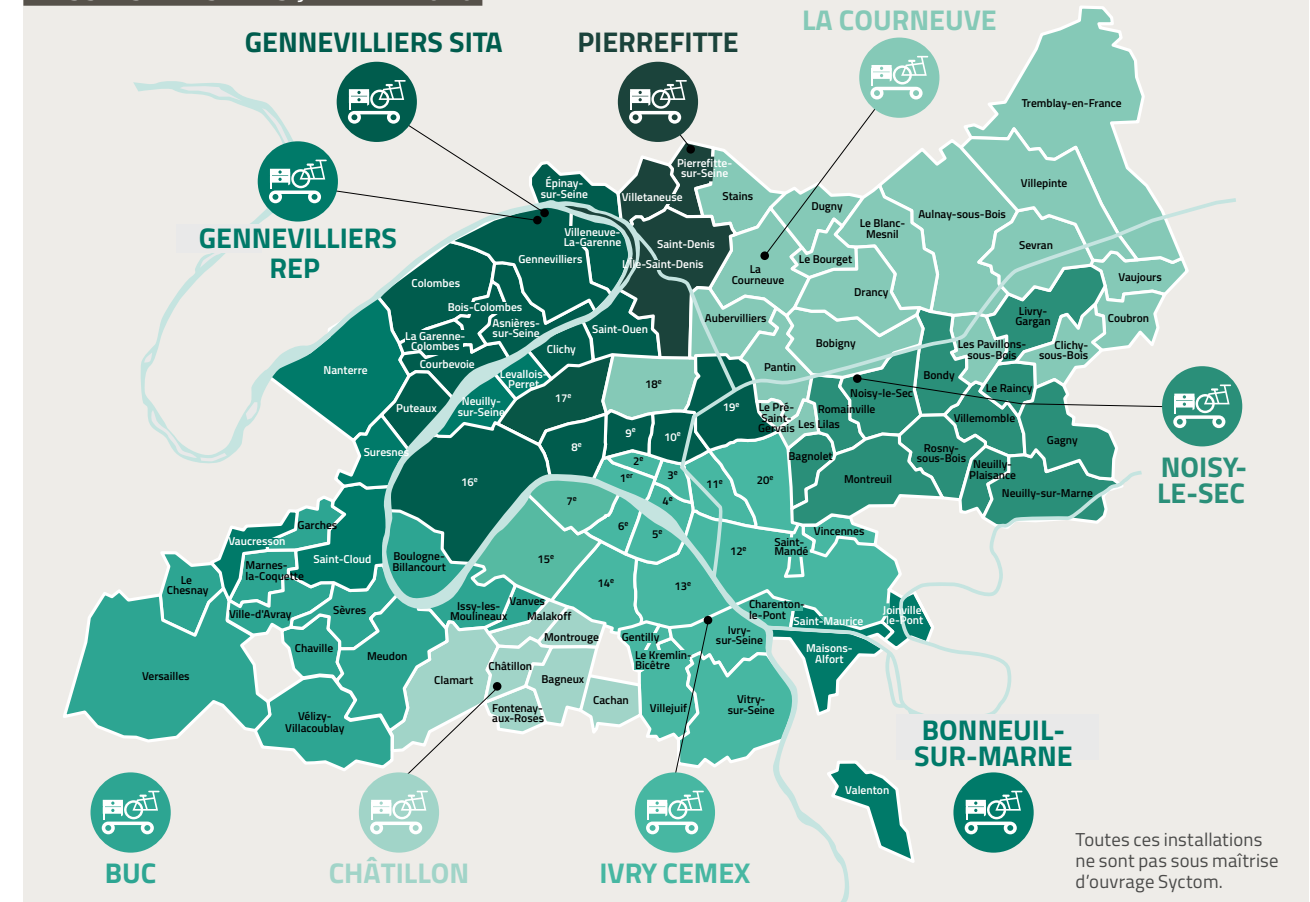 LA COURNEUVE
GENNEVILLIERS SITA
PIERREFITTE
GENNEVILLIERS
REP
Tremblay-en-France
Pierrefitte-
sur-Seine
Épinay-
sur-Seine
Villetaneuse
Stains
Villepinte
Dugny
Aulnay-sous-Bois
Le Blanc-
Mesnil
Villeneuve-
La-Garenne
Saint-Denis
Sevran
Gennevilliers
L'Ile-Saint-Denis
Le Bourget
La
Courneuve
Vaujours
Colombes
Drancy
Bois-Colombes
Livry-
Gargan
Coubron
Asnières-
sur-Seine
Aubervilliers
Saint-Ouen
La Garenne-
Colombes
Bobigny
Les Pavillons-
sous-Bois
Clichy-
sous-Bois
Clichy
Courbevoie
Nanterre
Levallois-
Perret
Pantin
Bondy
18e
Le Raincy
Noisy-le-Sec
17e
Puteaux
Neuilly-
sur-Seine
19e
Le Pré-
Saint-
Gervais
Romainville
Les Lilas
Villemomble
9e
10e
8e
Gagny
Suresnes
Bagnolet
Rosny-
sous-Bois
2e
Neuilly-
Plaisance
NOISY-
LE-SEC
1er
3e
16e
11e
20e
Montreuil
Neuilly-sur-Marne
7e
4e
6e
5e
Garches
Vincennes
Vaucresson
Saint-Cloud
Boulogne-
Billancourt
Saint-
Mandé
12e
15e
Marnes-
la-Coquette
Le
Chesnay
14e
13e
Sèvres
Ville-d'Avray
Issy-les-
Moulineaux
Vanves
Malakoff
Charenton-
le-Pont
Joinville
-le-Pont
Saint-Maurice
Montrouge
Gentilly
Ivry-
sur-Seine
Chaville
Meudon
Le Kremlin-
Bicêtre
Maisons-
Alfort
Versailles
Clamart
Châtillon
Bagneux
Cachan
Vitry-
sur-Seine
Villejuif
Fontenay-
aux-Roses
Vélizy-
Villacoublay
BONNEUIL-
SUR-MARNE
Valenton
BUC
CHÂTILLON
IVRY CEMEX
Toutes ces installations
ne sont pas sous maîtrise
d'ouvrage Syctom.